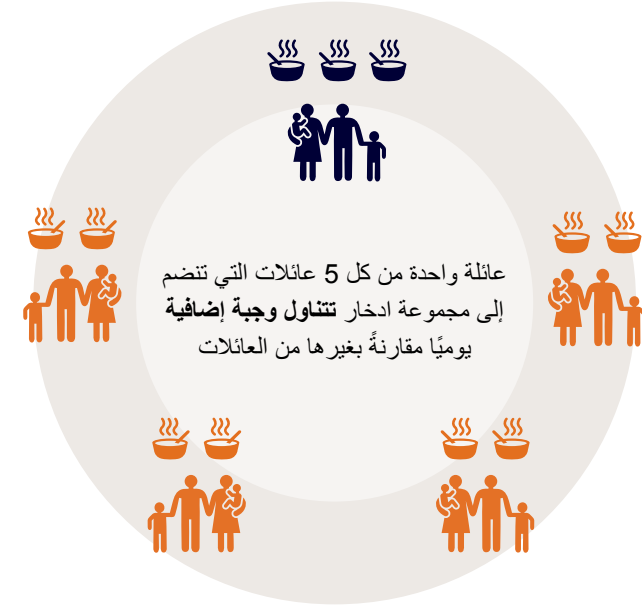 عائلة واحدة من كل 5 عائلات التي تنضم
إلى مجموعة ادخار تتناول وجبة إضافية
يوميًا مقارنةً بغيرها من العائلات